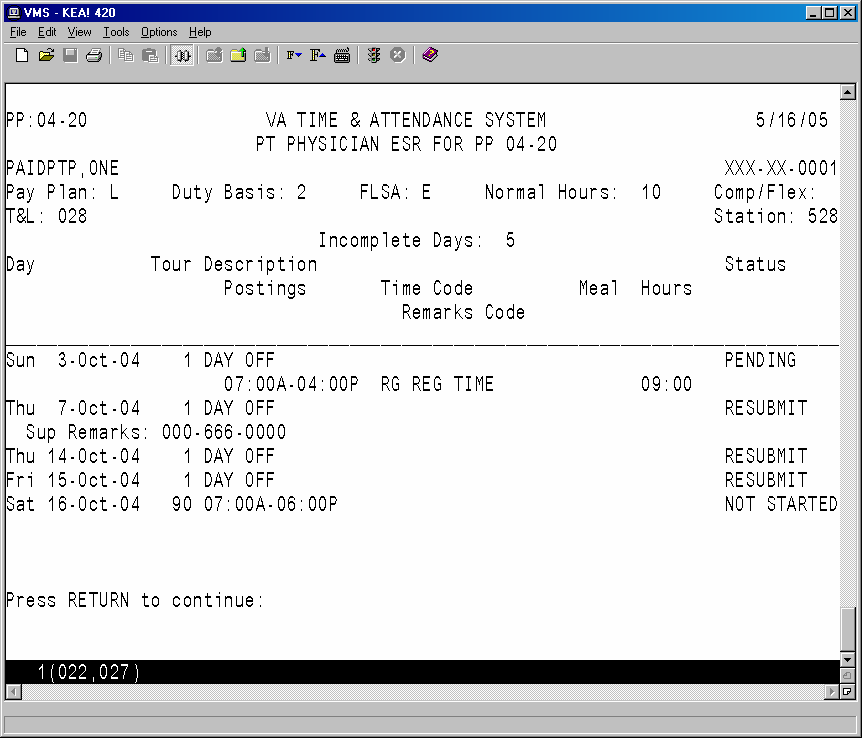 VMS - KEA! 420
File Edit View Tools Options Help
PP:04-20 VA TIME & ATTENDANCE SYSTEM 5/16/05
PT PHYSICIAN ESR FOR PP 04-20
PAIDPTP,ONE XXX-XX-0001
Pay Plan: L Duty Basis: 2 FLSA: E Normal Hours: 10 Comp/Flex:
T&L: 028 Station: 528
Incomplete Days: 5
Day Tour Description Status
Postings Time Code Meal Hours
Remarks Code
Sun 3-Oct-04 1 DAY OFF PENDING
07:00A-04:00P RG REG TIME 09:00
Thu 7-Oct-04 1 DAY OFF RESUBMIT
Sup Remarks: 000-666-0000
Thu 14-Oct-04 1 DAY OFF RESUBMIT
Fri 15-Oct-04 1 DAY OFF RESUBMIT
Sat 16-Oct-04 90 07:00A-06:00P NOT STARTED
Press RETURN to continue:
1(022,027)